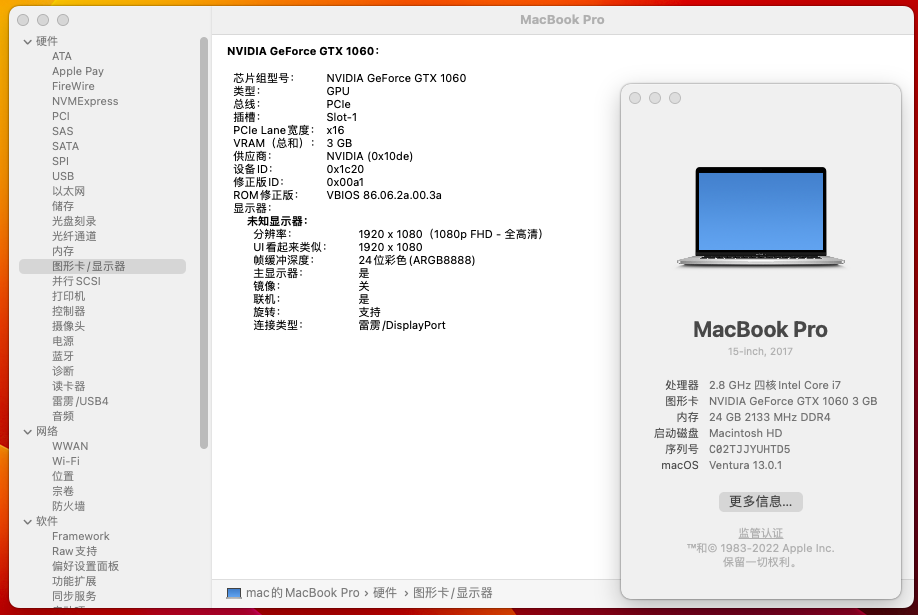 MacBook Pro
硬件
ATA
Apple Pay
FireWire
NVMExpress
PCI
SAS
SATA
SPI
USB
以太网
储存
光盘刻录
光纤通道
内存
图形卡/显示器
并行SCSI
打印机
控制器
摄像头
电源
蓝牙
诊断
读卡器
雷雳/USB4
音频
网络
WWAN
Wi-Fi
位置
宗卷
防火墙
软件
Framework
Raw支持
偏好设置面板
功能扩展
同步服务
NVIDIA GeForce GTX 1060：
芯片组型号： NVIDIA GeForce GTX 1060
类型： GPU
总线： PCIe
插槽： Slot-1
PCIe Lane宽度： x16
VRAM（总和）： 3 GB
供应商： NVIDIA (0x10de)
设备ID： 0x1c20
修正版ID： 0x00a1
ROM修正版： VBIOS 86.06.2a.00.3a
显示器：
未知显示器：
分辨率： 1920 x 1080（1080p FHD - 全高清）
UI看起来类似： 1920 x 1080
帧缓冲深度： 24位彩色(ARGB8888)
主显示器： 是
镜像： 关
联机： 是
旋转： 支持
连接类型： 雷雳/DisplayPort
mac的MacBook Pro › 硬件 › 图形卡/显示器
MacBook Pro
15-inch, 2017
处理器 2.8 GHz 四核Intel Core i7
图形卡 NVIDIA GeForce GTX 1060 3 GB
内存 24 GB 2133 MHz DDR4
启动磁盘 Macintosh HD
序列号 C02TJJYUHTD5
macOS Ventura 13.0.1
更多信息...
监管认证
™和© 1983-2022 Apple Inc.
保留一切权利。